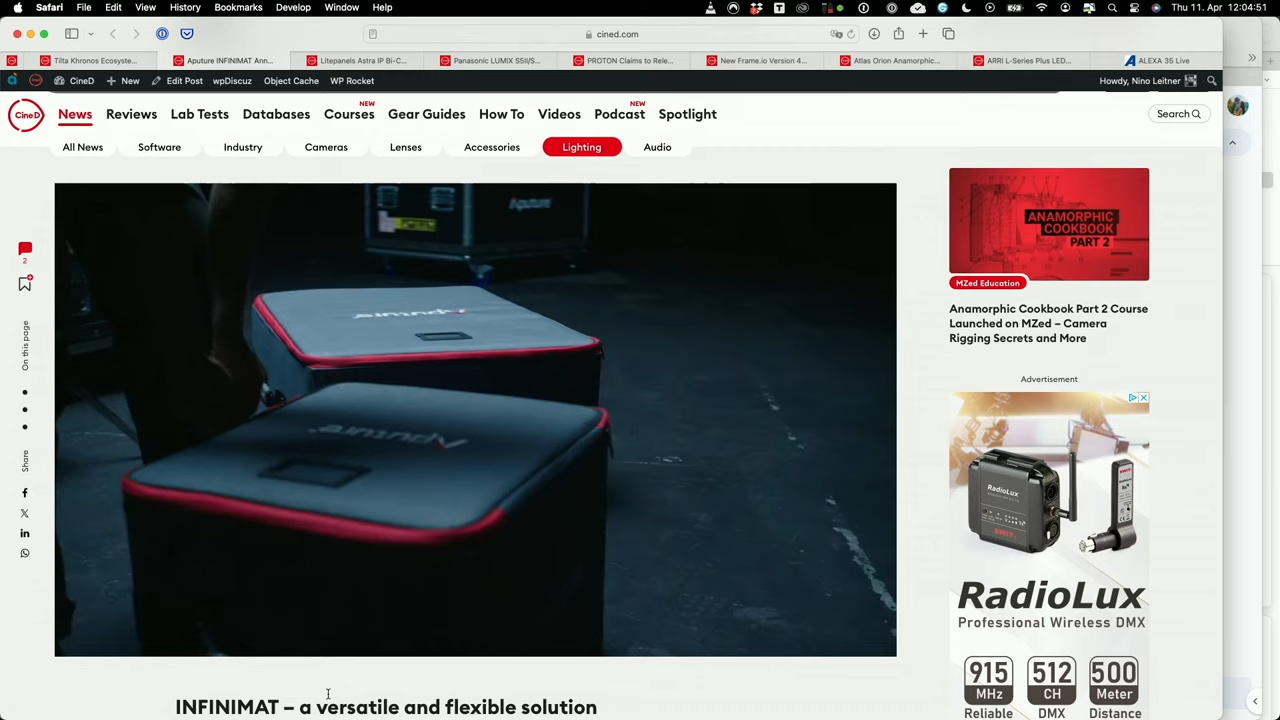 Safari File Edit View History Bookmarks Develop Window Help
Thu 11. Apr 12:04:51
cined.com
Tilta Khronos Ecosyste...
Aputure INFINIMAT Ann...
Litepanels Astra IP Bi-C...
Panasonic LUMIX S5II/S...
PROTON Claims to Rele...
New Frame.io Version 4...
Atlas Orion Anamorphic...
ARRI L-Series Plus LED...
ALEXA 35 Live
CineD
New
Edit Post
wpDiscuz
Object Cache
WP Rocket
Howdy, Nino Leitner
CineD
News
Reviews
Lab Tests
Databases
NEW
Courses
Gear Guides
How To
Videos
NEW
Podcast
Spotlight
Search
All News
Software
Industry
Cameras
Lenses
Accessories
Lighting
Audio
2
On this page
Share
Aputure
Aputure
Aputure
ANAMORPHIC
COOKBOOK
PART 2
MZed Education
Anamorphic Cookbook Part 2 Course
Launched on MZed – Camera
Rigging Secrets and More
Advertisement
RadioLux
SWIT
RadioLux
Professional Wireless DMX
915
MHz
Reliable
512
CH
DMX
500
Meter
Distance
INFINIMAT – a versatile and flexible solution